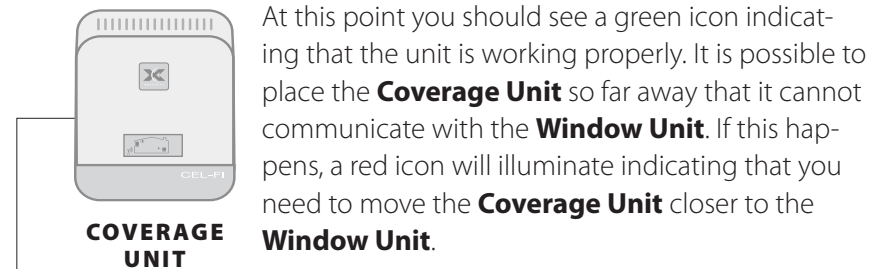 At this point you should see a green icon indicat-
ing that the unit is working properly. It is possible to
place the Coverage Unit so far away that it cannot
communicate with the Window Unit. If this hap-
pens, a red icon will illuminate indicating that you
need to move the Coverage Unit closer to the
Window Unit.
CEL-FI
COVERAGE
UNIT